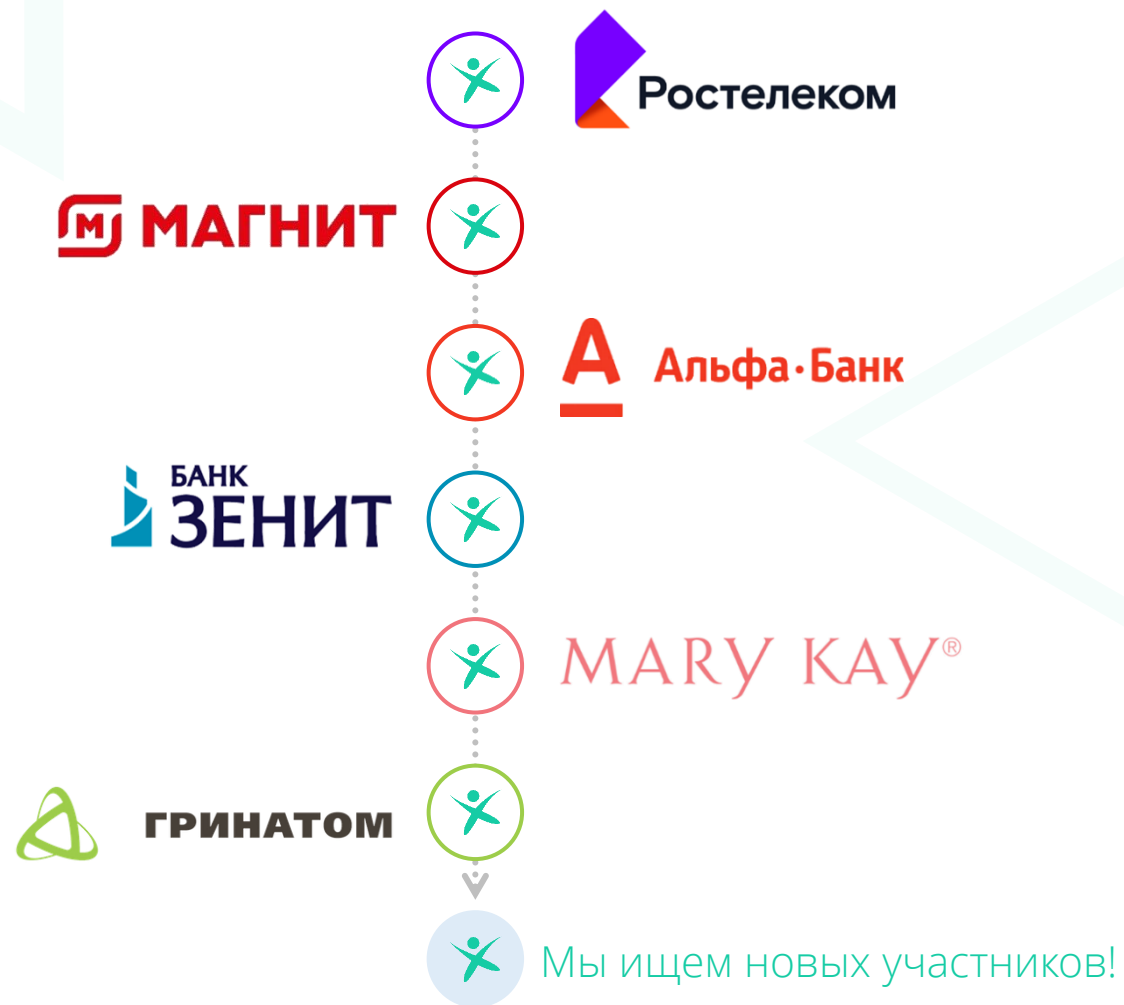 Ростелеком
М МАГНИТ
А Альфа·Банк
БАНК
ЗЕНИТ
MARY KAY®
ГРИНАТОМ
Мы ищем новых участников!